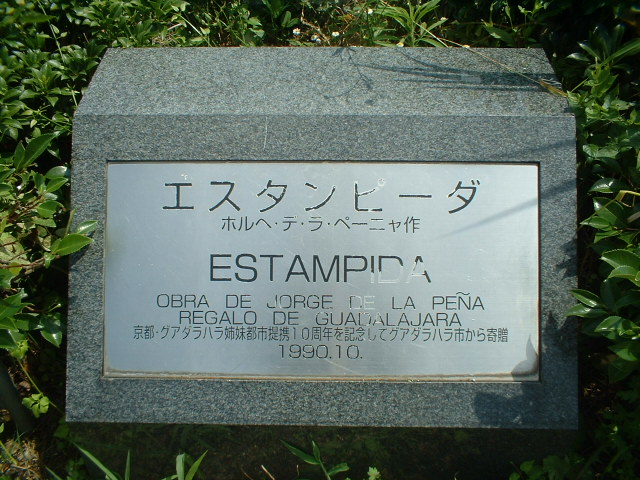 エスタンピーダ
ホルヘ・デ・ラ・ペーニャ作
ESTAMPIDA
OBRA DE JORGE DE LA PEÑA
REGALO DE GUADALAJARA
京都・グアダラハラ姉妹都市提携10周年を記念してグアダラハラ市から寄贈
1990.10.